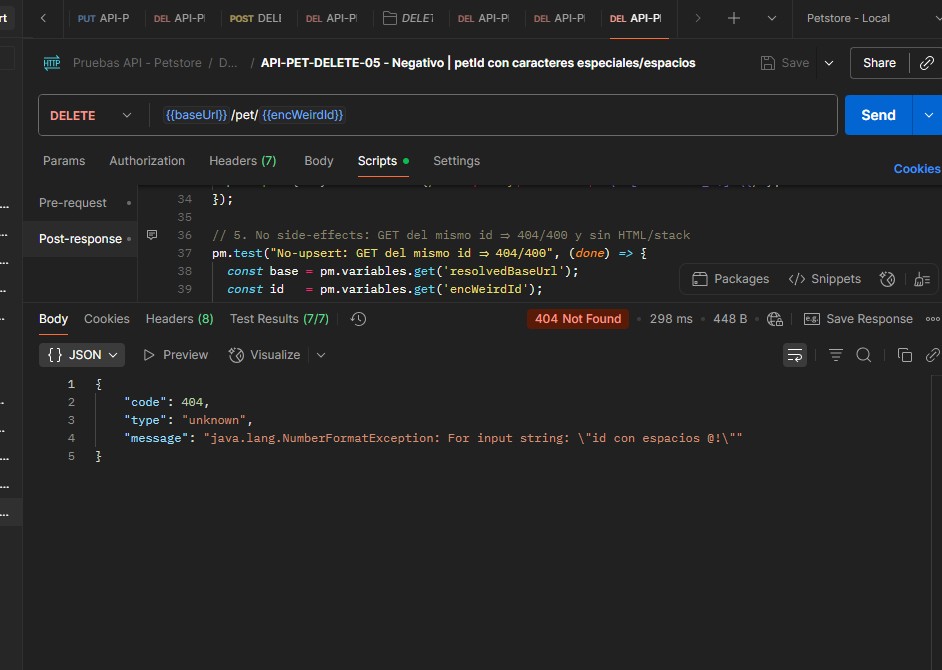 rt
PUT API-P
DEL API-P
POST DELI
DEL API-P
DELET
DEL API-P
DEL API-P
DEL API-P
Petstore - Local
HTTP
Pruebas API - Petstore / D... / API-PET-DELETE-05 - Negativo | petId con caracteres especiales/espacios
Save
Share
DELETE
{{baseUrl}} /pet/ {{encWeirdId}}
Send
Params Authorization Headers (7) Body Scripts Settings
Cookies
Pre-request
Post-response
34 });
35
36 // 5. No side-effects: GET del mismo id ⇒ 404/400 y sin HTML/stack
37 pm.test("No-upsert: GET del mismo id ⇒ 404/400", (done) => {
38 const base = pm.variables.get('resolvedBaseUrl');
39 const id = pm.variables.get('encWeirdId');
Packages </> Snippets
Body Cookies Headers (8) Test Results (7/7)
404 Not Found • 298 ms • 448 B
e.g. Save Response
{} JSON Preview Visualize
1 {
2 "code": 404,
3 "type": "unknown",
4 "message": "java.lang.NumberFormatException: For input string: \"id con espacios @!\""
5 }